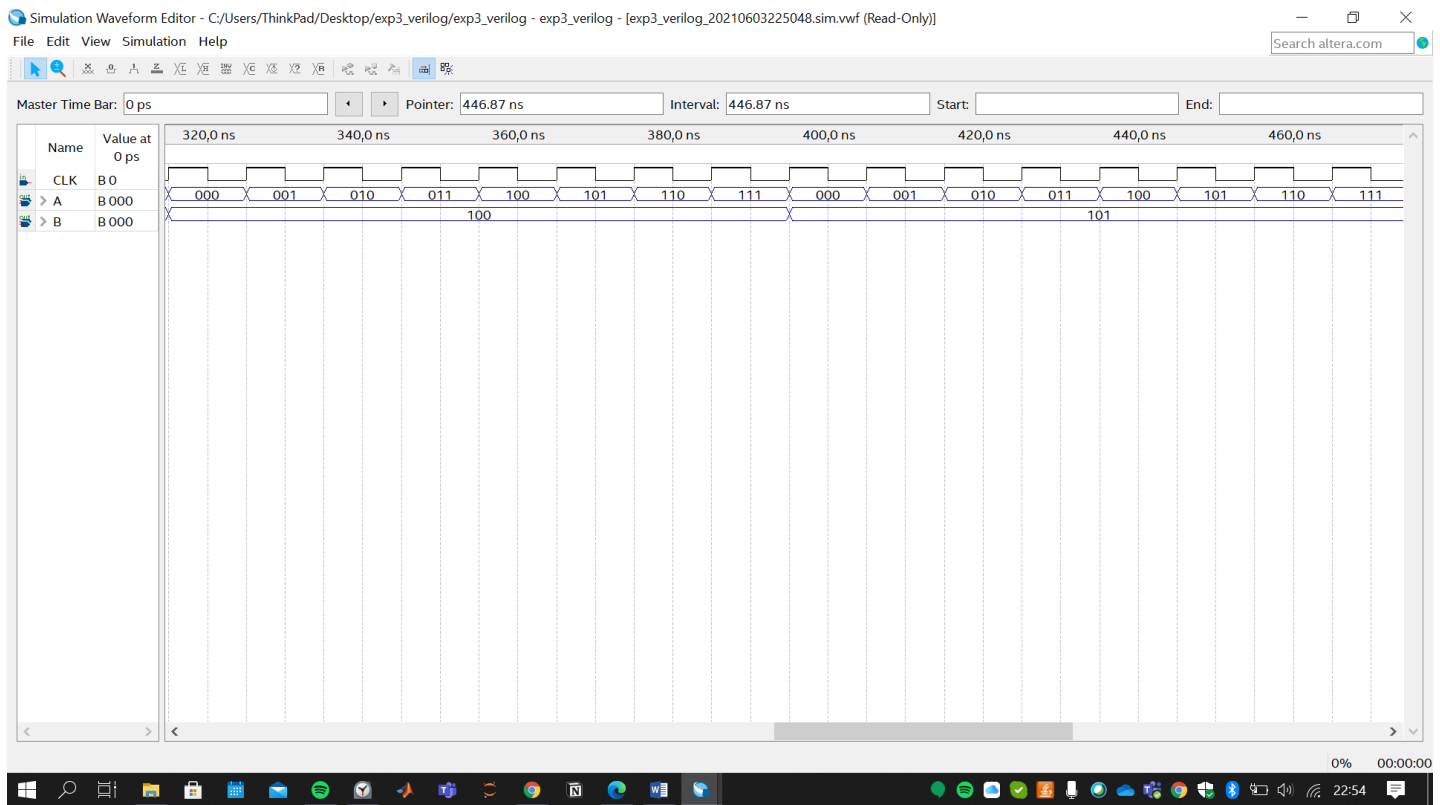 Simulation Waveform Editor - C:/Users/ThinkPad/Desktop/exp3_verilog/exp3_verilog - exp3_verilog - [exp3_verilog_20210603225048.sim.vwf (Read-Only)]
File Edit View Simulation Help
Search altera.com
Master Time Bar: 0 ps Pointer: 446.87 ns Interval: 446.87 ns Start: End:
Name Value at 0 ps
320,0 ns 340,0 ns 360,0 ns 380,0 ns 400,0 ns 420,0 ns 440,0 ns 460,0 ns
CLK B 0
A B 000 000 001 010 011 100 101 110 111 000 001 010 011 100 101 110 111
B B 000 100 101
0% 00:00:00
22:54